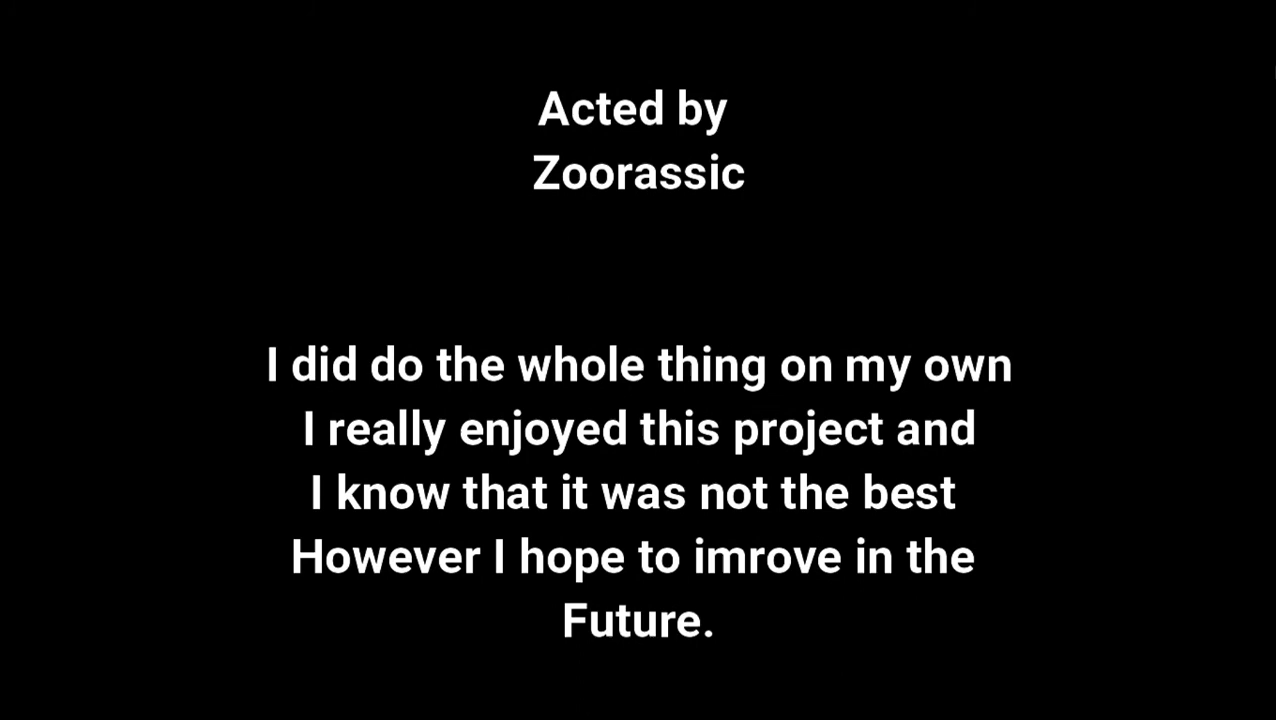 Acted by
Zoorassic
I did do the whole thing on my own
I really enjoyed this project and
I know that it was not the best
However I hope to imrove in the
Future.